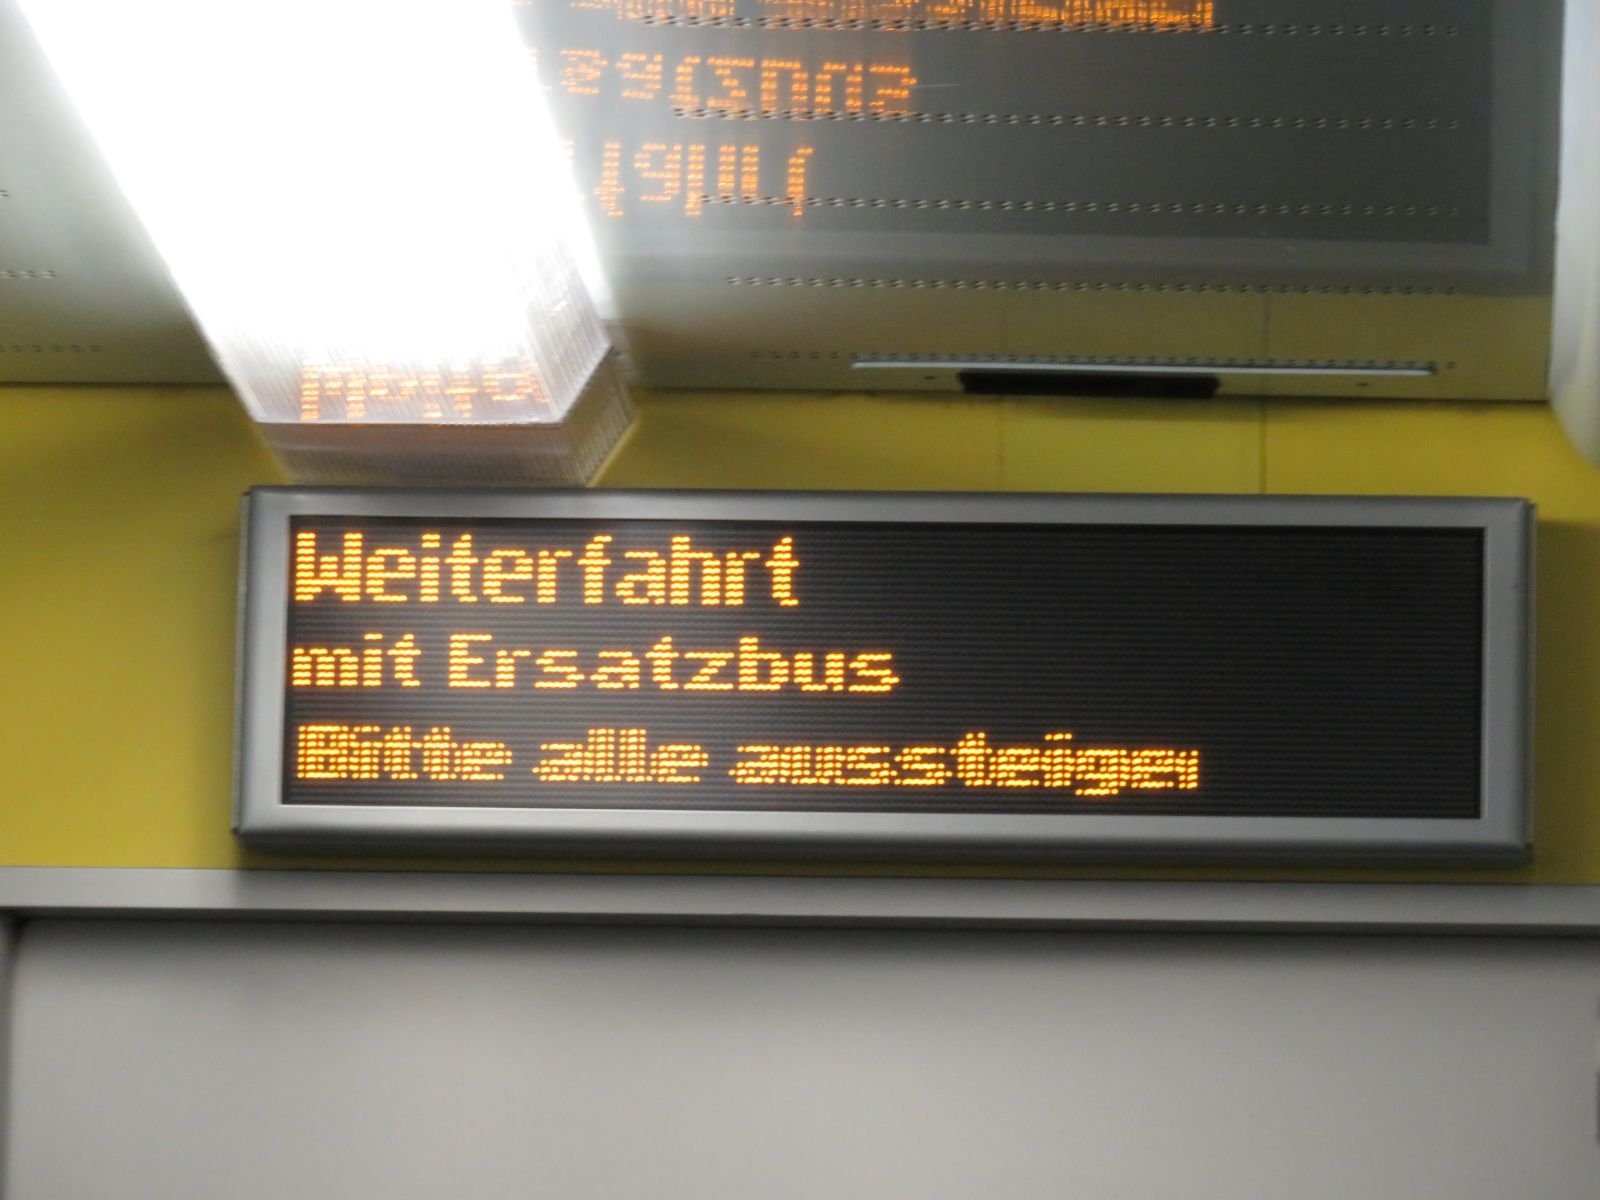 Weiterfahrt
mit Ersatzbus
Bitte alle aussteigen